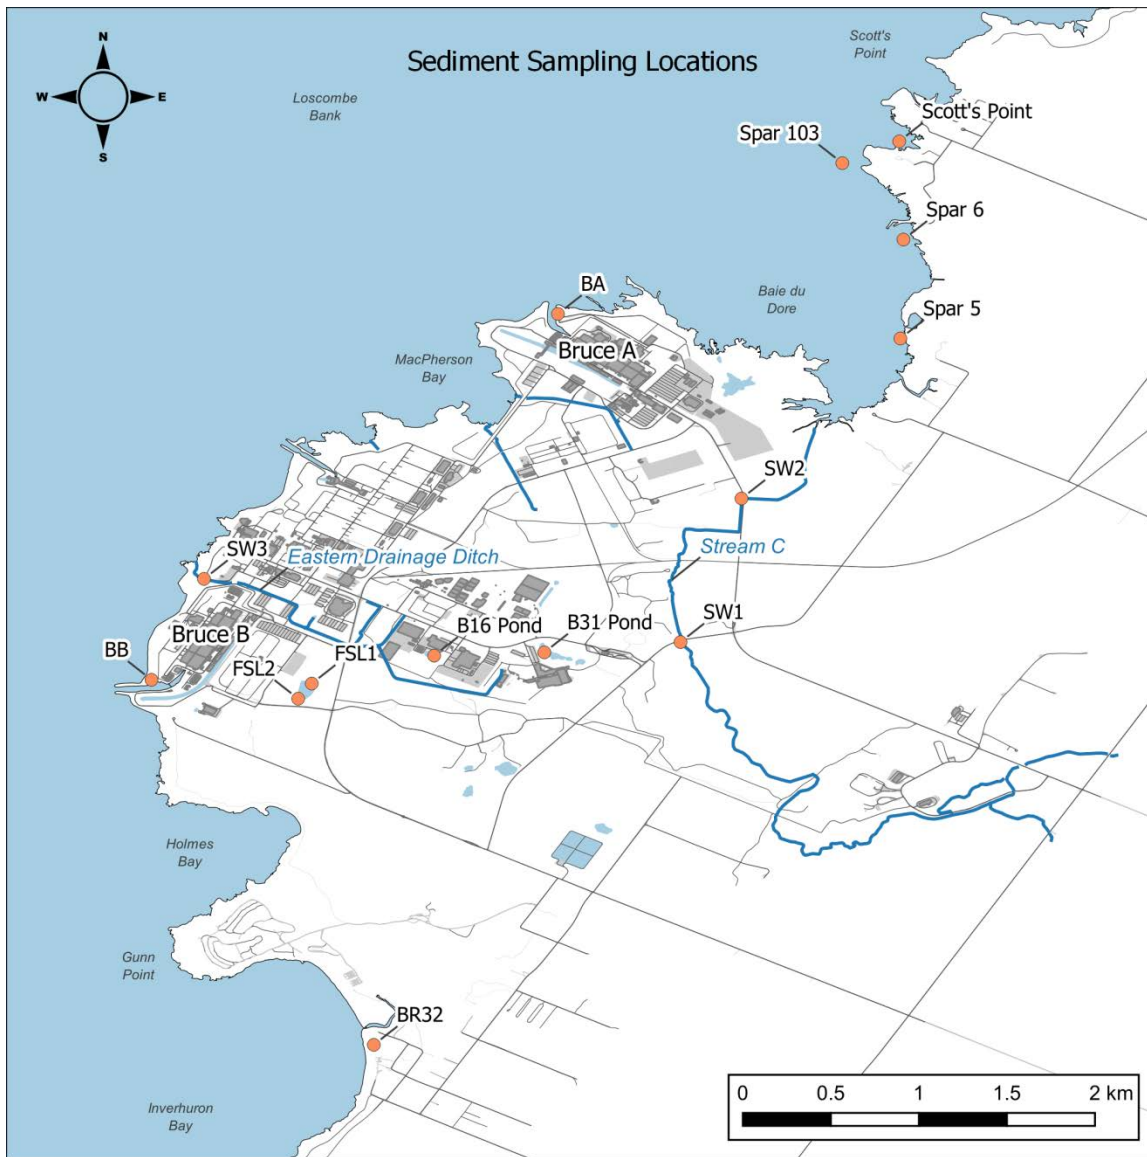 Sediment Sampling Locations
N
W
E
S
Scott's
Point
Loscombe
Bank
Scott's Point
Spar 103
Spar 6
BA
Baie du
Dore
Spar 5
Bruce A
MacPherson
Bay
SW2
SW3
Eastern Drainage Ditch
Stream C
SW1
B16 Pond
B31 Pond
Bruce B
FSL1
BB
FSL2
Holmes
Bay
Gunn
Point
BR32
Inverhuron
Bay
0 0.5 1 1.5 2 km